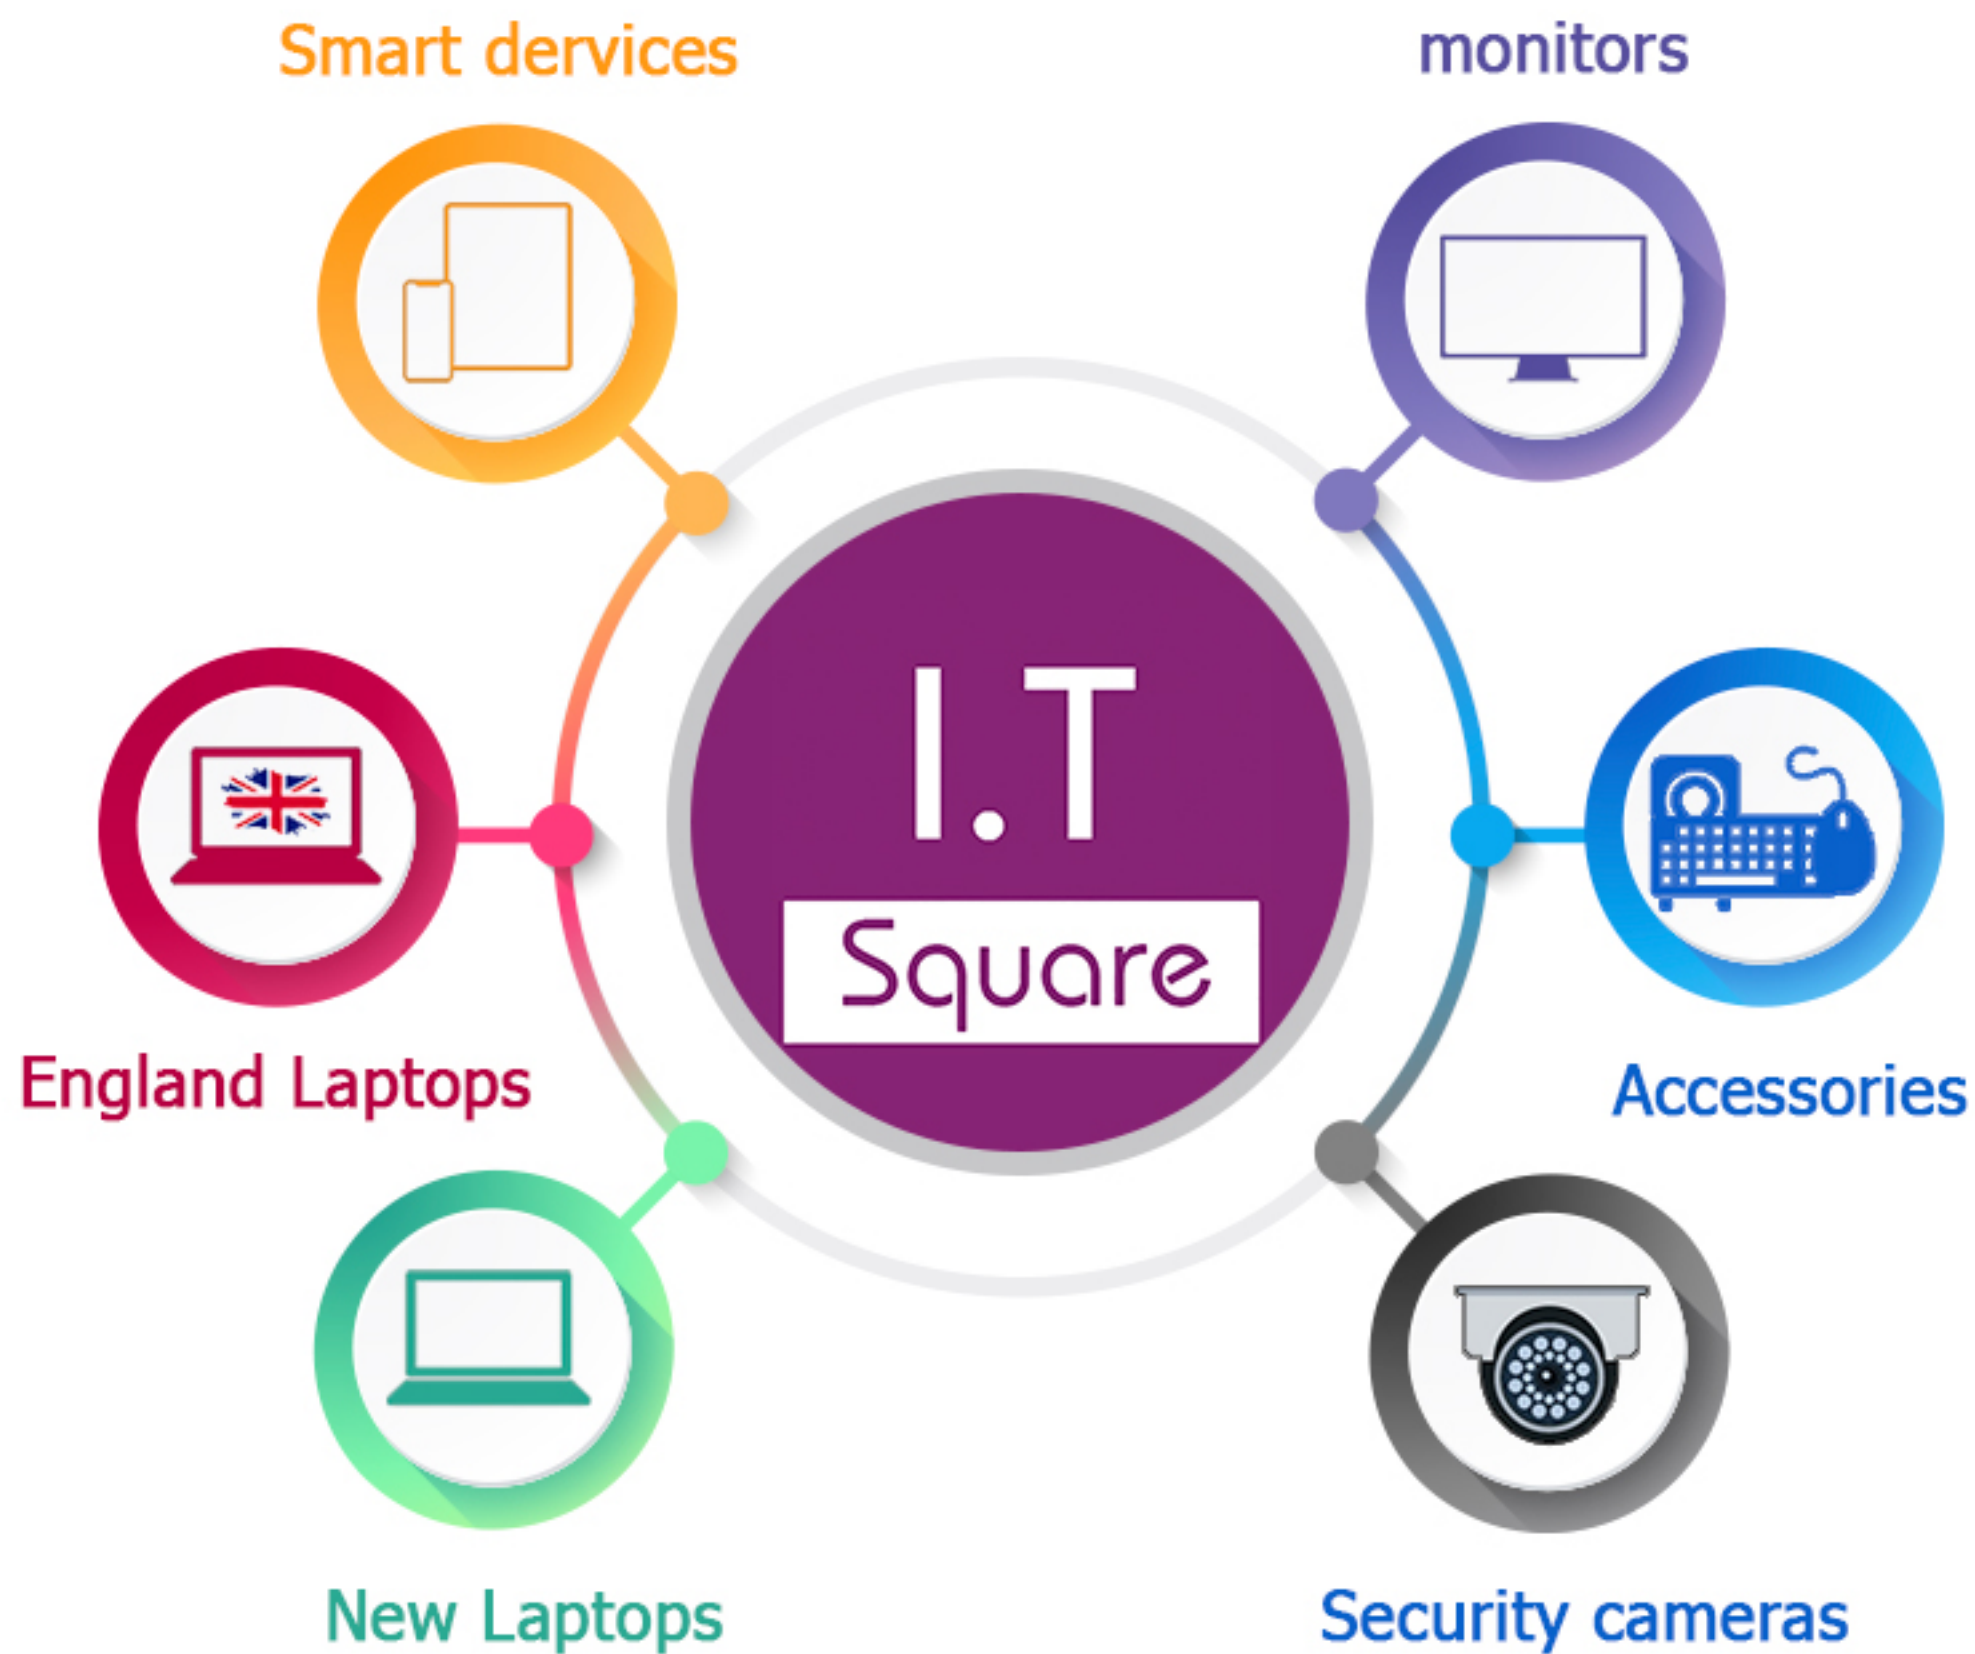 Smart dervices
monitors
I.T
Square
England Laptops
Accessories
New Laptops
Security cameras